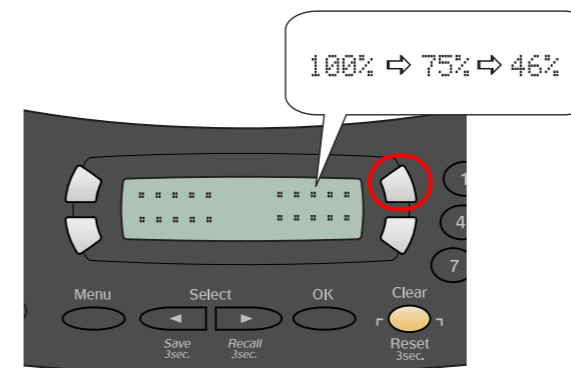 100% ⇨ 75% ⇨ 46%
1
4
7
Menu Select OK Clear
◄ ►
Save Recall
3sec. 3sec.
Reset
3sec.